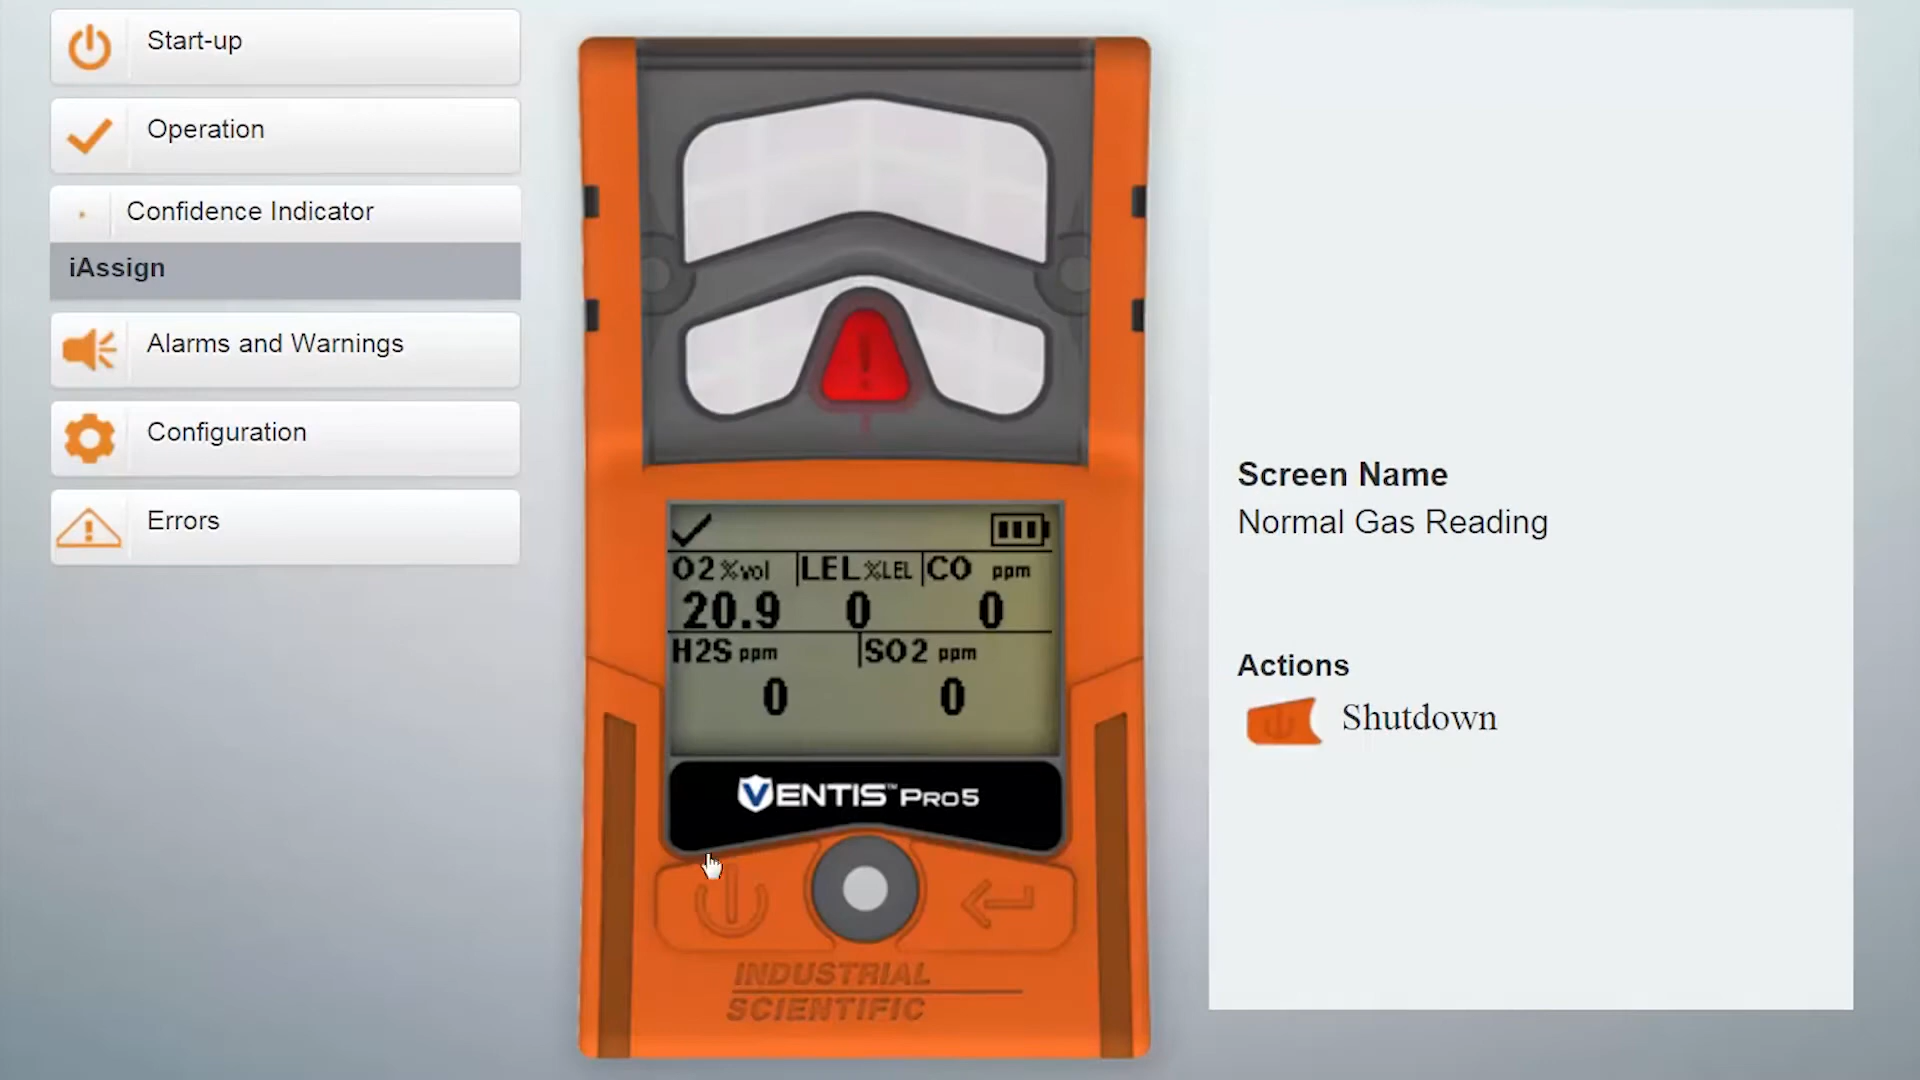 Start-up
Operation
Confidence Indicator
iAssign
Alarms and Warnings
Configuration
Errors
O2 %vol LEL %LEL CO ppm
20.9 0 0
H2S ppm SO2 ppm
0 0
VENTIS™ PRO5
INDUSTRIAL
SCIENTIFIC
Screen Name
Normal Gas Reading
Actions
Shutdown